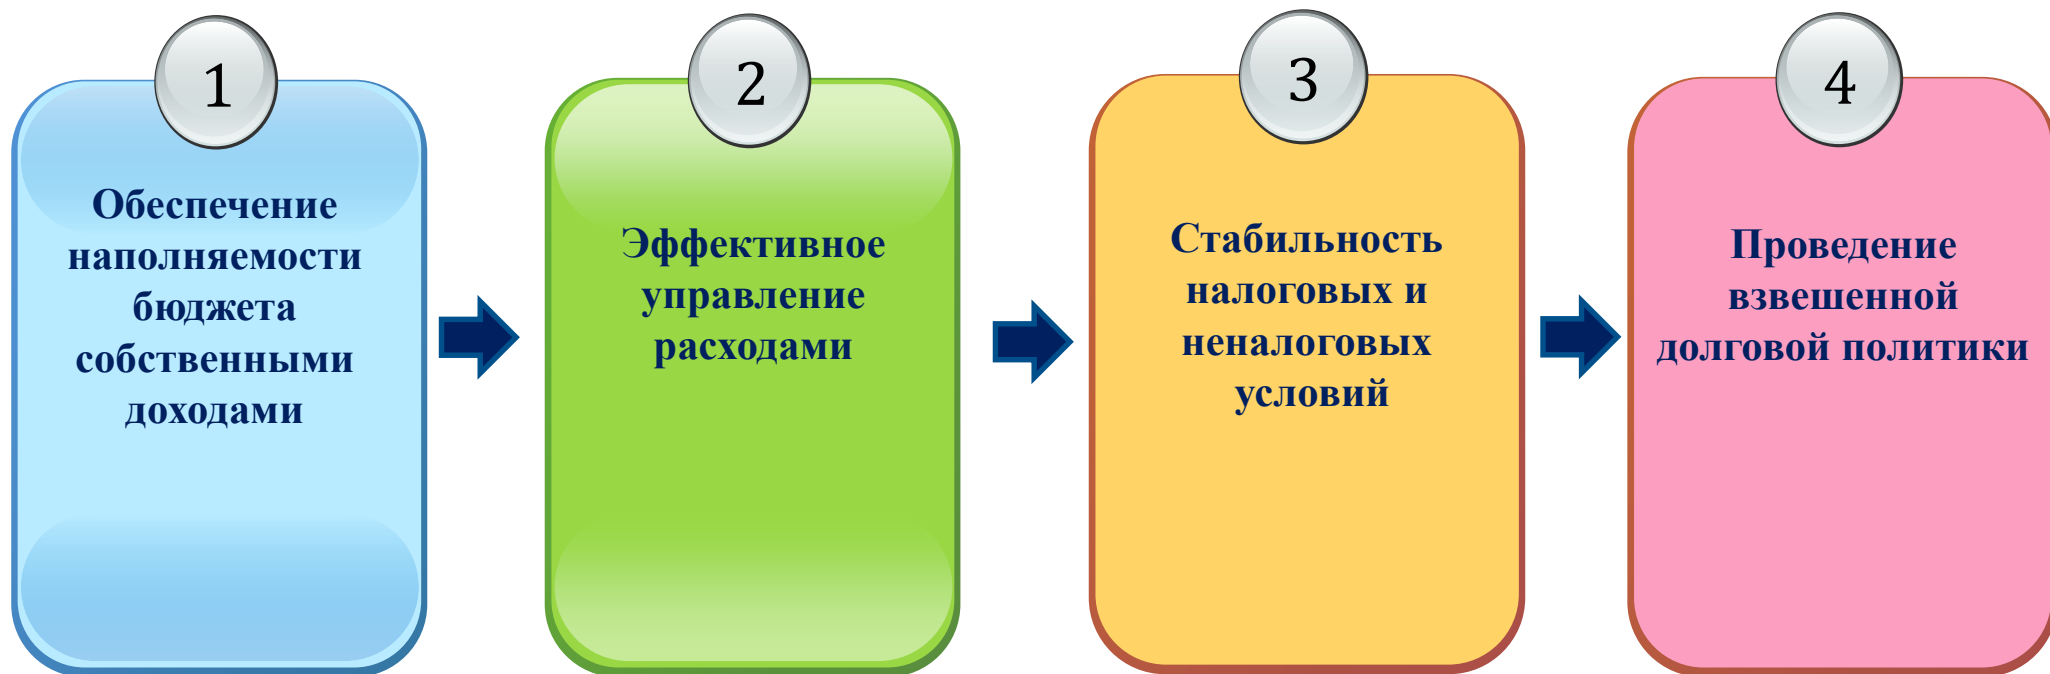 1
Обеспечение
наполняемости
бюджета
собственными
доходами
2
Эффективное
управление
расходами
3
Стабильность
налоговых и
неналоговых
условий
4
Проведение
взвешенной
долговой политики